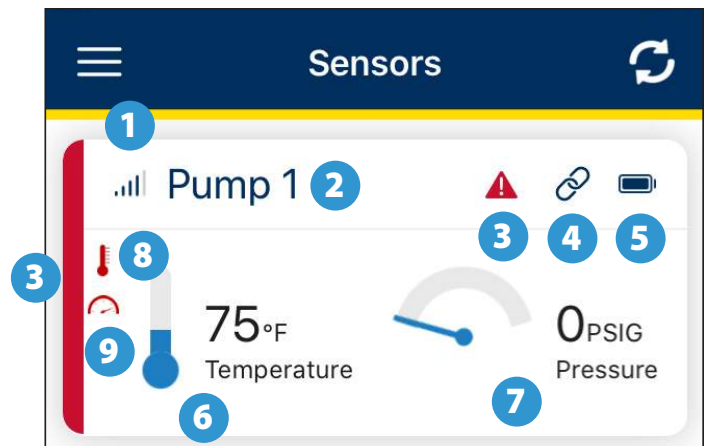 Sensors
1
Pump 1 2
3 4 5
3 8
9 75°F 0PSIG
Temperature Pressure
6 7